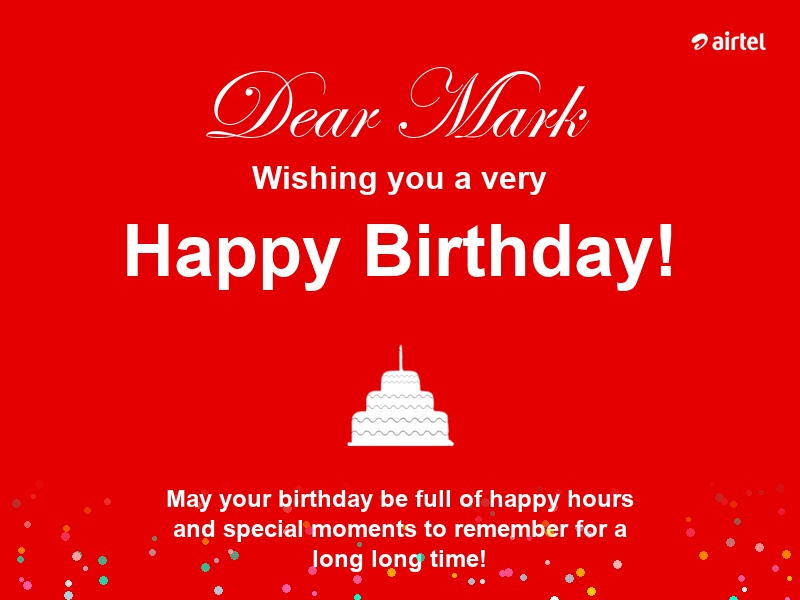 airtel
Dear Mark
Wishing you a very
Happy Birthday!
May your birthday be full of happy hours
and special moments to remember for a
long long time!